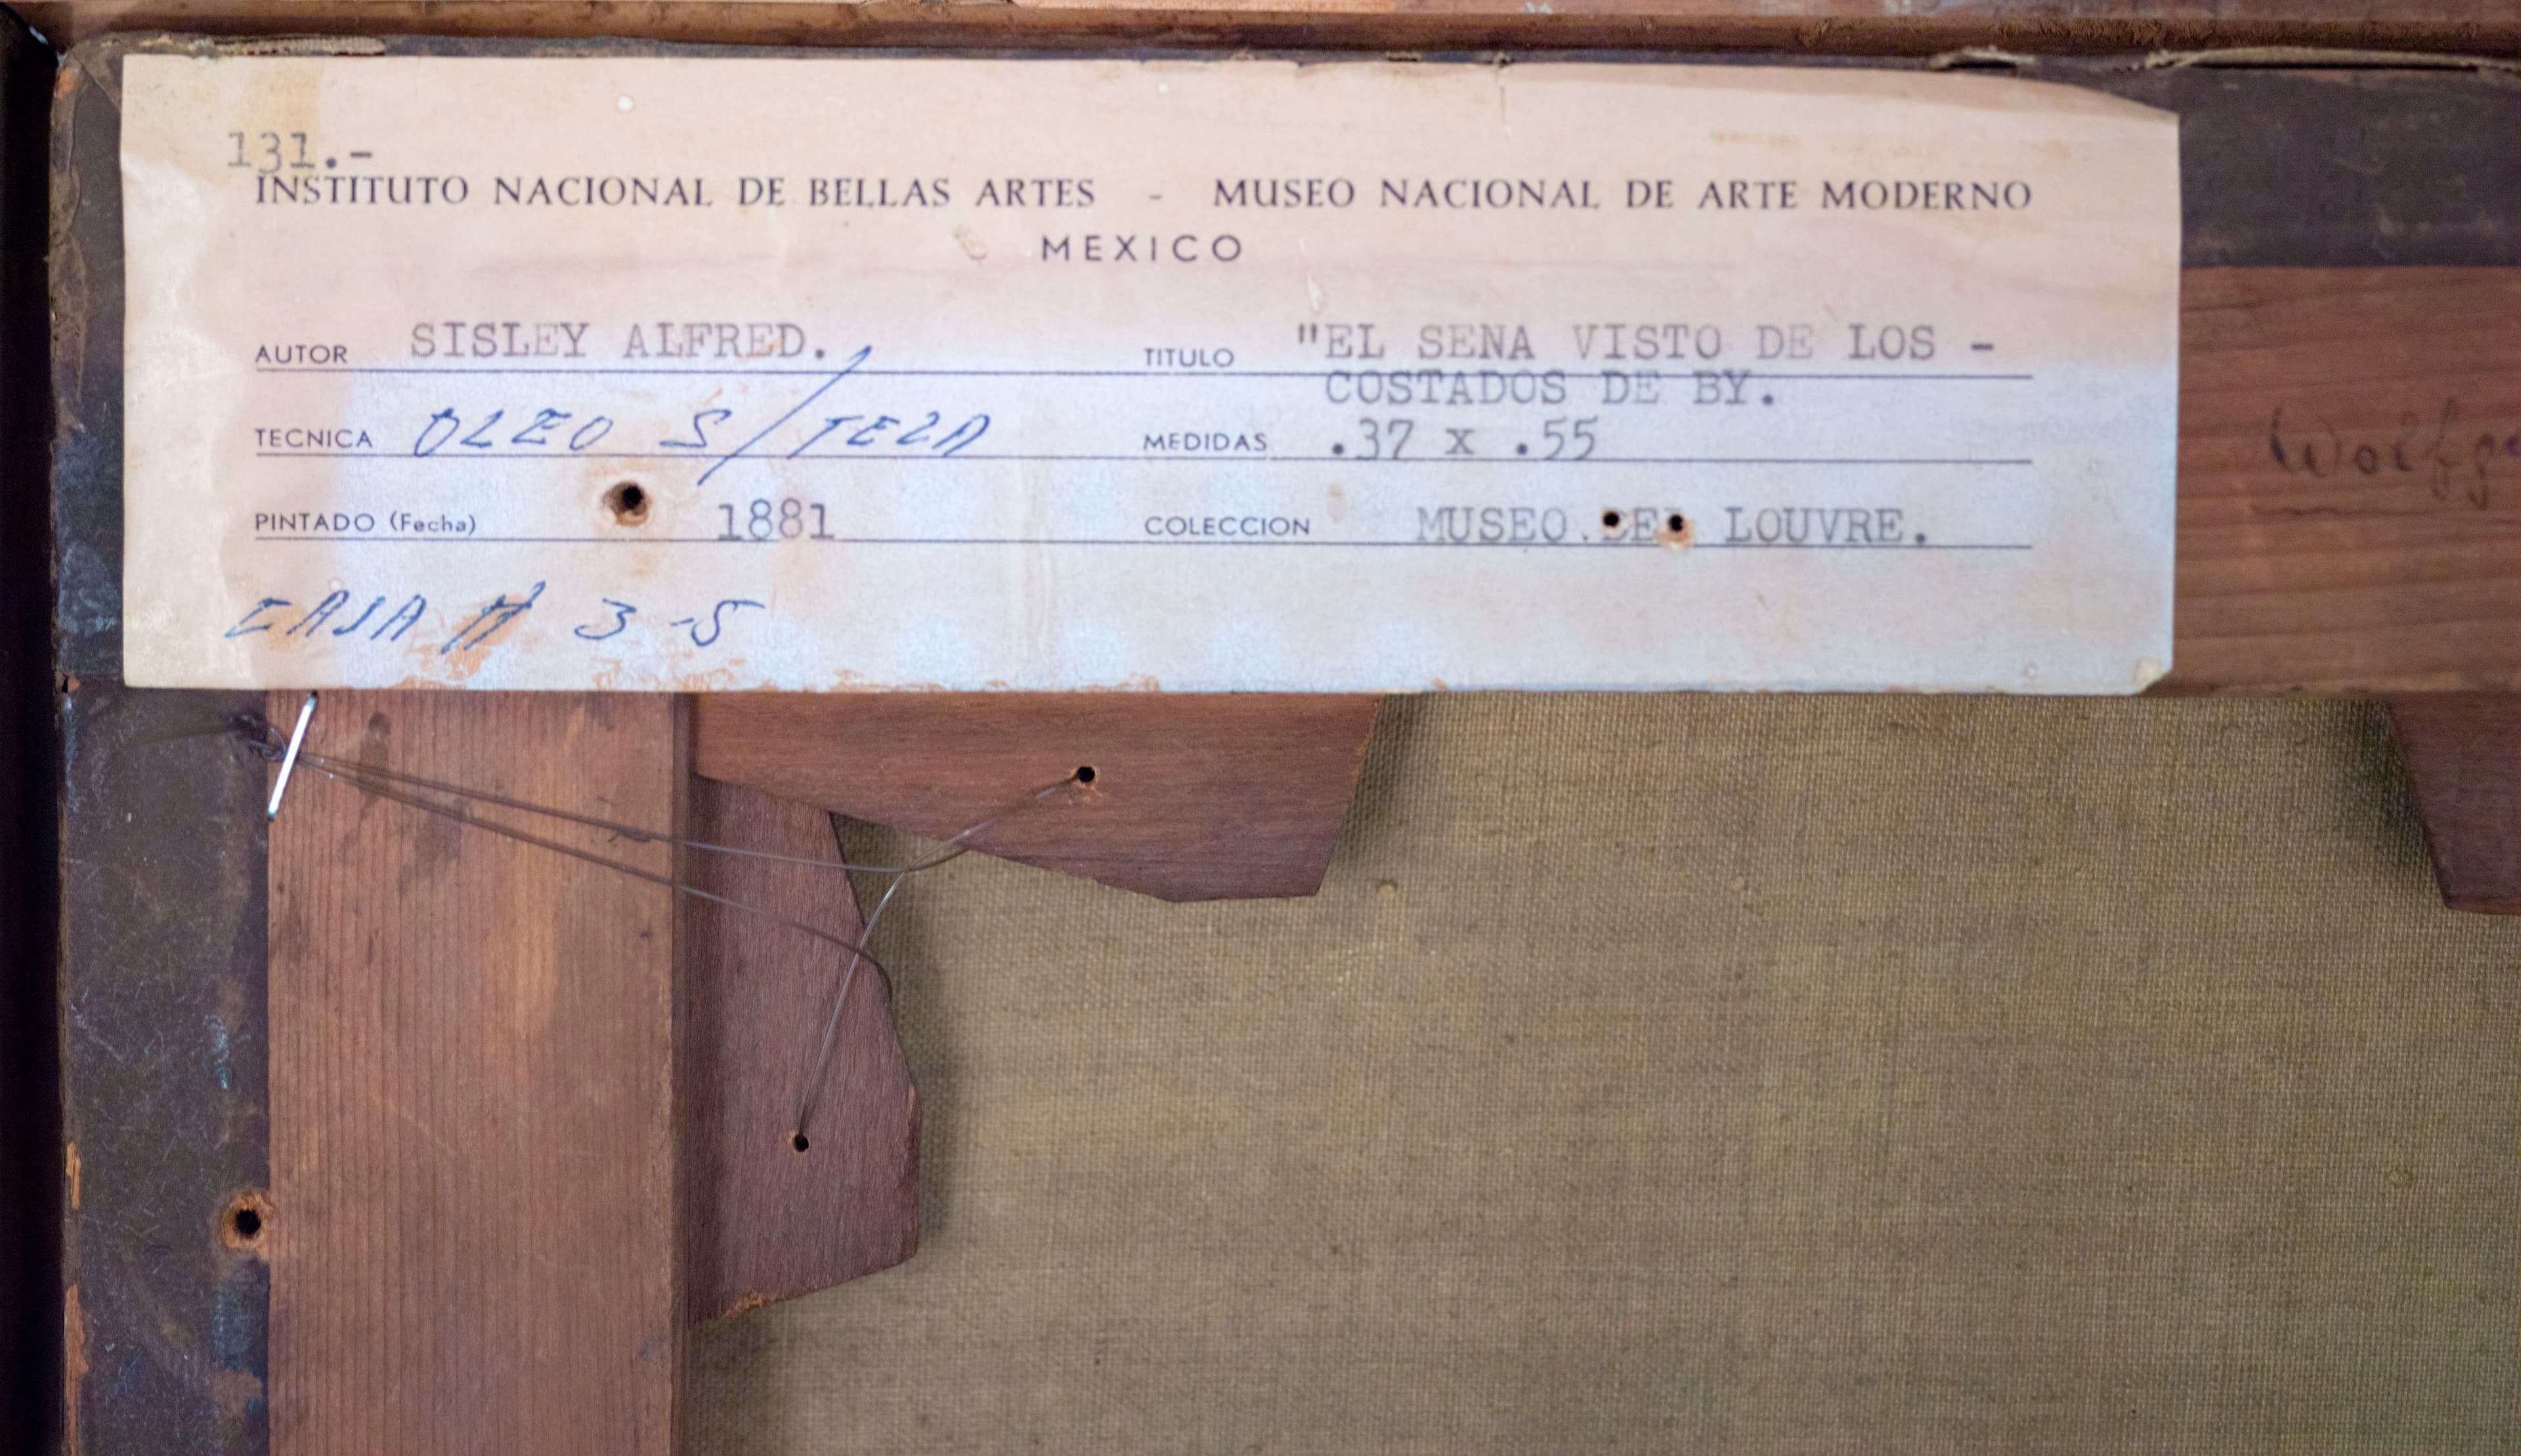 131.-
INSTITUTO NACIONAL DE BELLAS ARTES - MUSEO NACIONAL DE ARTE MODERNO
MEXICO
AUTOR SISLEY ALFRED. TITULO "EL SENA VISTO DE LOS -
COSTADOS DE BY.
TECNICA OLEO S/TELA MEDIDAS .37 x .55
PINTADO (Fecha) 1881 COLECCION MUSEO DEL LOUVRE.
CAJA # 3-5